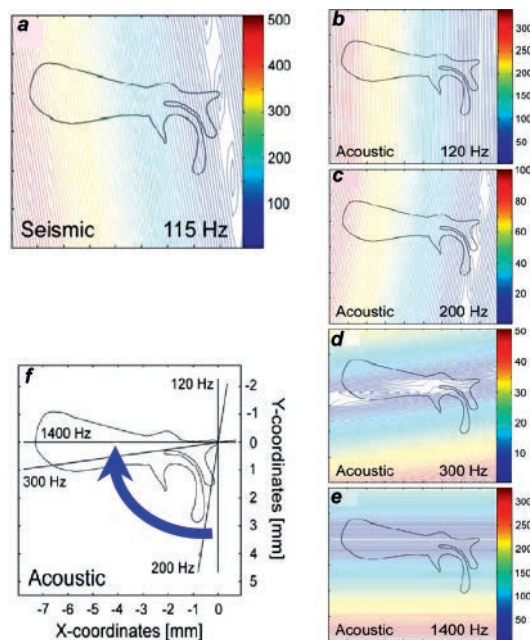 a
500
400
300
200
100
Seismic 115 Hz
b
300
250
200
150
100
50
Acoustic 120 Hz
c
100
80
60
40
20
Acoustic 200 Hz
d
50
40
30
20
10
Acoustic 300 Hz
e
300
250
200
150
100
50
Acoustic 1400 Hz
f
120 Hz
1400 Hz
300 Hz
200 Hz
Acoustic
-2
-1
0
1
2
3
4
5
Y-coordinates [mm]
-7 -6 -5 -4 -3 -2 -1 0
X-coordinates [mm]